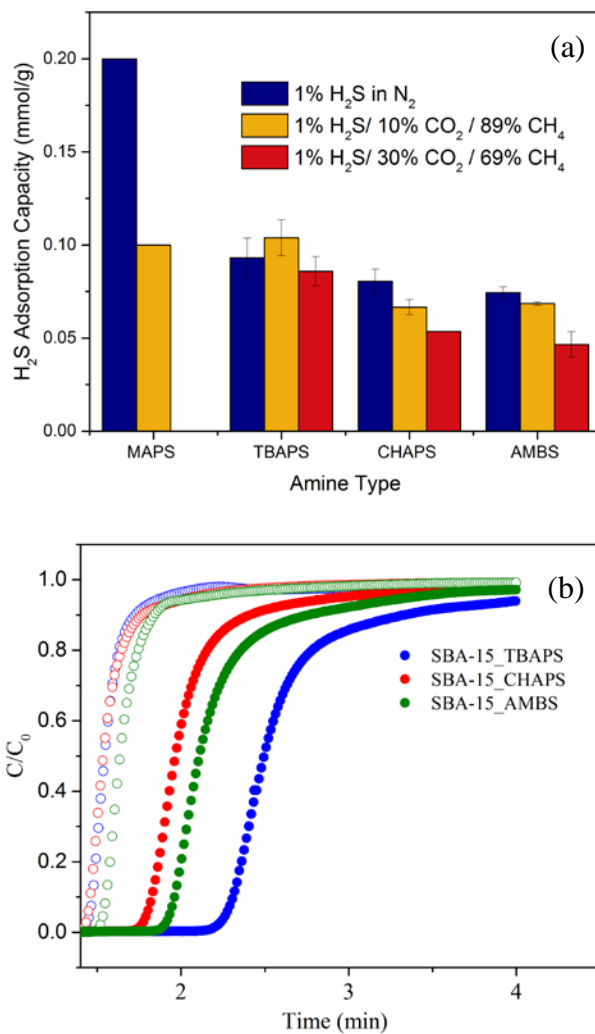 (a)
H₂S Adsorption Capacity (mmol/g)
0.20
0.15
0.10
0.05
0.00
1% H₂S in N₂
1% H₂S/ 10% CO₂ / 89% CH₄
1% H₂S/ 30% CO₂ / 69% CH₄
MAPS TBAPS CHAPS AMBS
Amine Type
(b)
C/C₀
1.0
0.8
0.6
0.4
0.2
0.0
SBA-15_TBAPS
SBA-15_CHAPS
SBA-15_AMBS
2 3 4
Time (min)